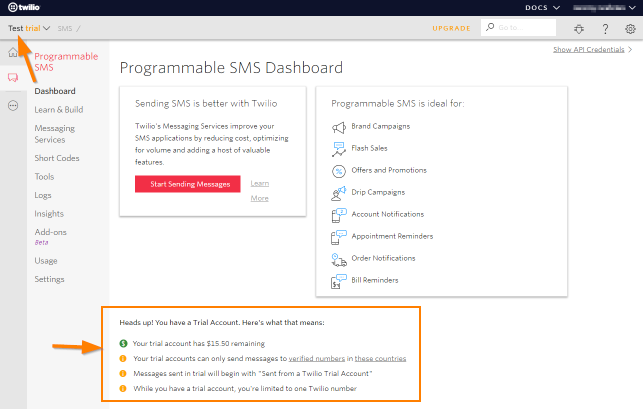 twilio
DOCS
Test trial
SMS /
UPGRADE
Go...
Show API Credentials
Programmable
SMS
Dashboard
Learn & Build
Messaging
Services
Short Codes
Tools
Logs
Insights
Add-ons
Beta
Usage
Settings
Programmable SMS Dashboard
Sending SMS is better with Twilio
Twilio's Messaging Services improve your
SMS applications by reducing cost, optimizing
for volume and adding a host of valuable
features.
Start Sending Messages
Learn
More
Programmable SMS is ideal for:
Brand Campaigns
Flash Sales
Offers and Promotions
Drip Campaigns
Account Notifications
Appointment Reminders
Order Notifications
Bill Reminders
Heads up! You have a Trial Account. Here's what that means:
Your trial account has $15.50 remaining
Your trial accounts can only send messages to verified numbers in these countries
Messages sent in trial will begin with "Sent from a Twilio Trial Account"
While you have a trial account, you're limited to one Twilio number